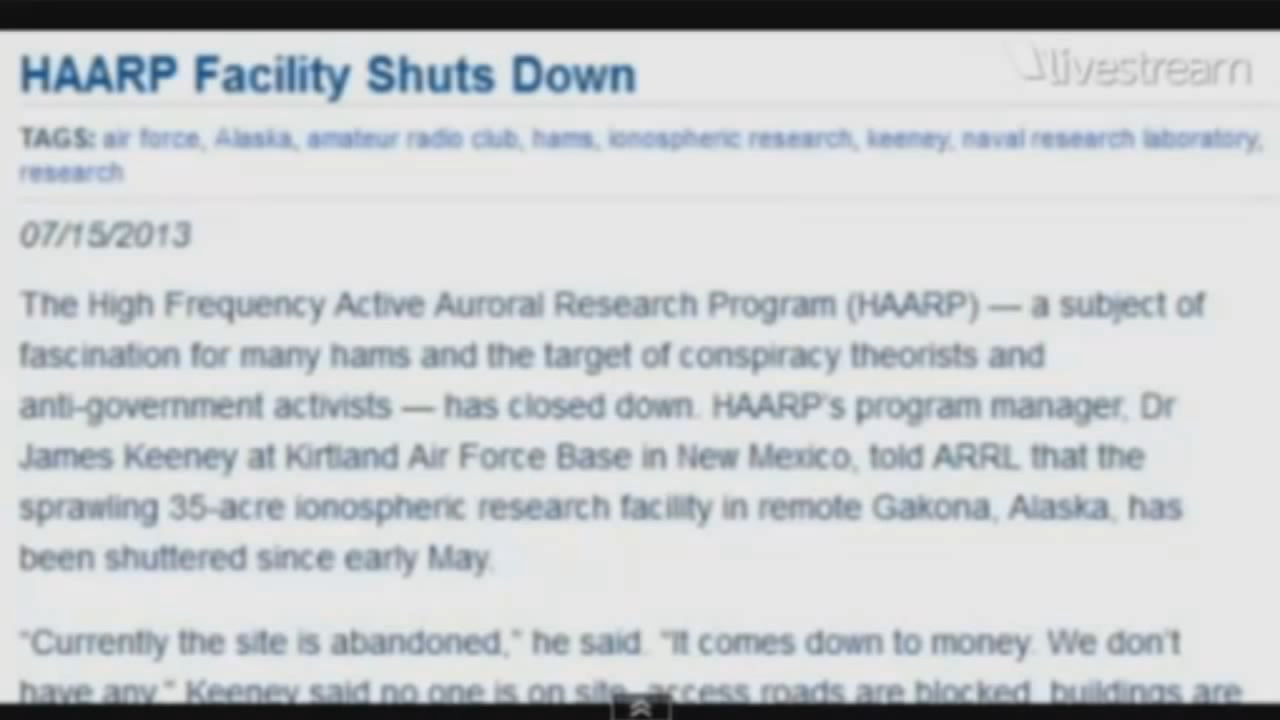 HAARP Facility Shuts Down
livestream
TAGS: air force, Alaska, amateur radio club, hams, ionospheric research, keeney, naval research laboratory,
research
07/15/2013
The High Frequency Active Auroral Research Program (HAARP) — a subject of
fascination for many hams and the target of conspiracy theorists and
anti-government activists — has closed down. HAARP's program manager, Dr
James Keeney at Kirtland Air Force Base in New Mexico, told ARRL that the
sprawling 35-acre ionospheric research facility in remote Gakona, Alaska, has
been shuttered since early May.
“Currently the site is abandoned,” he said. “It comes down to money. We don't
have any.” Keeney said no one is on site, access roads are blocked, buildings are